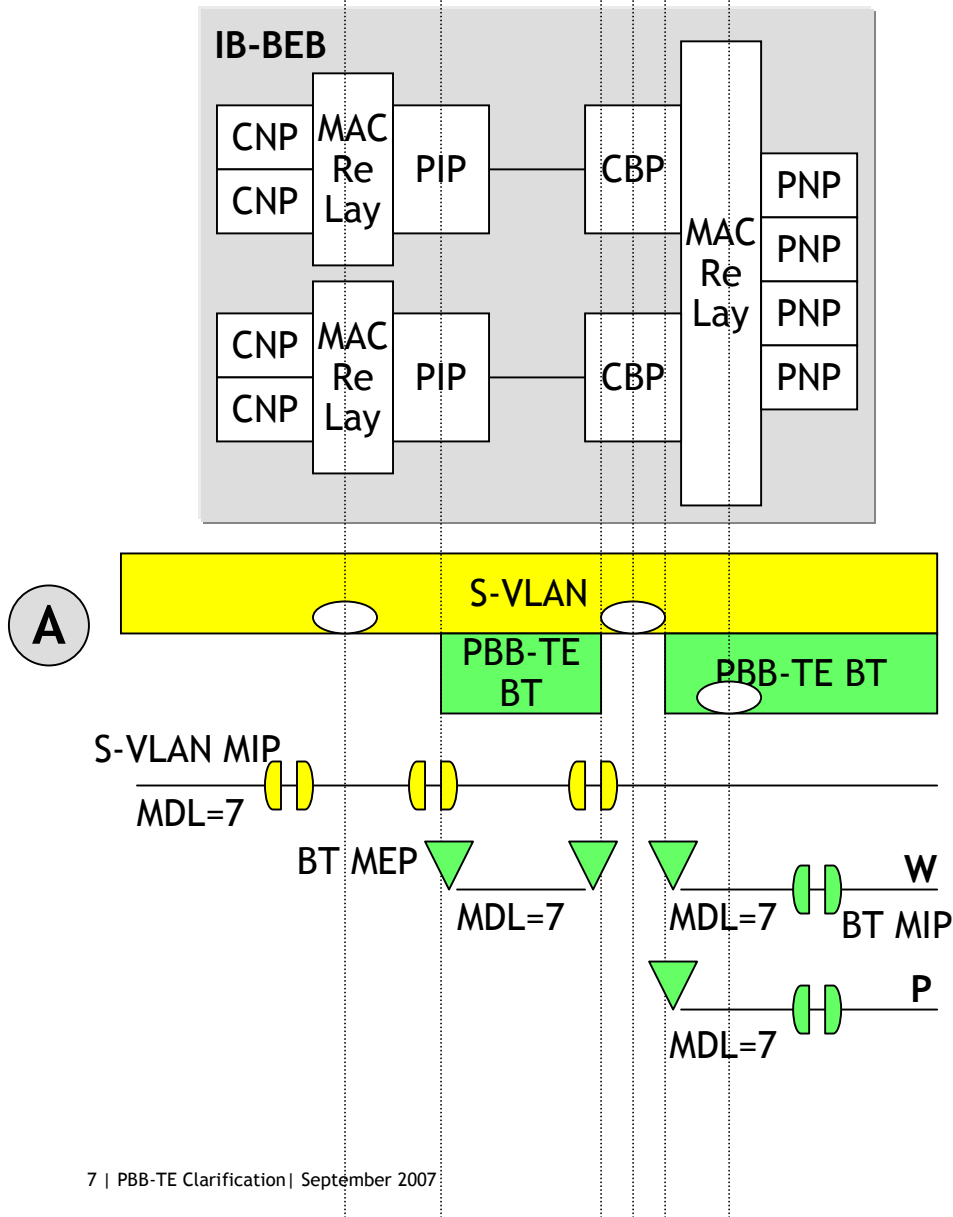 IB-BEB
CNP
CNP
MAC
Re
Lay
PIP
CBP
CNP
CNP
MAC
Re
Lay
PIP
CBP
MAC
Re
Lay
PNP
PNP
PNP
PNP
A
S-VLAN
PBB-TE
BT
PBB-TE BT
S-VLAN MIP
MDL=7
BT MEP
MDL=7
MDL=7
W
BT MIP
P
MDL=7
7 | PBB-TE Clarification| September 2007